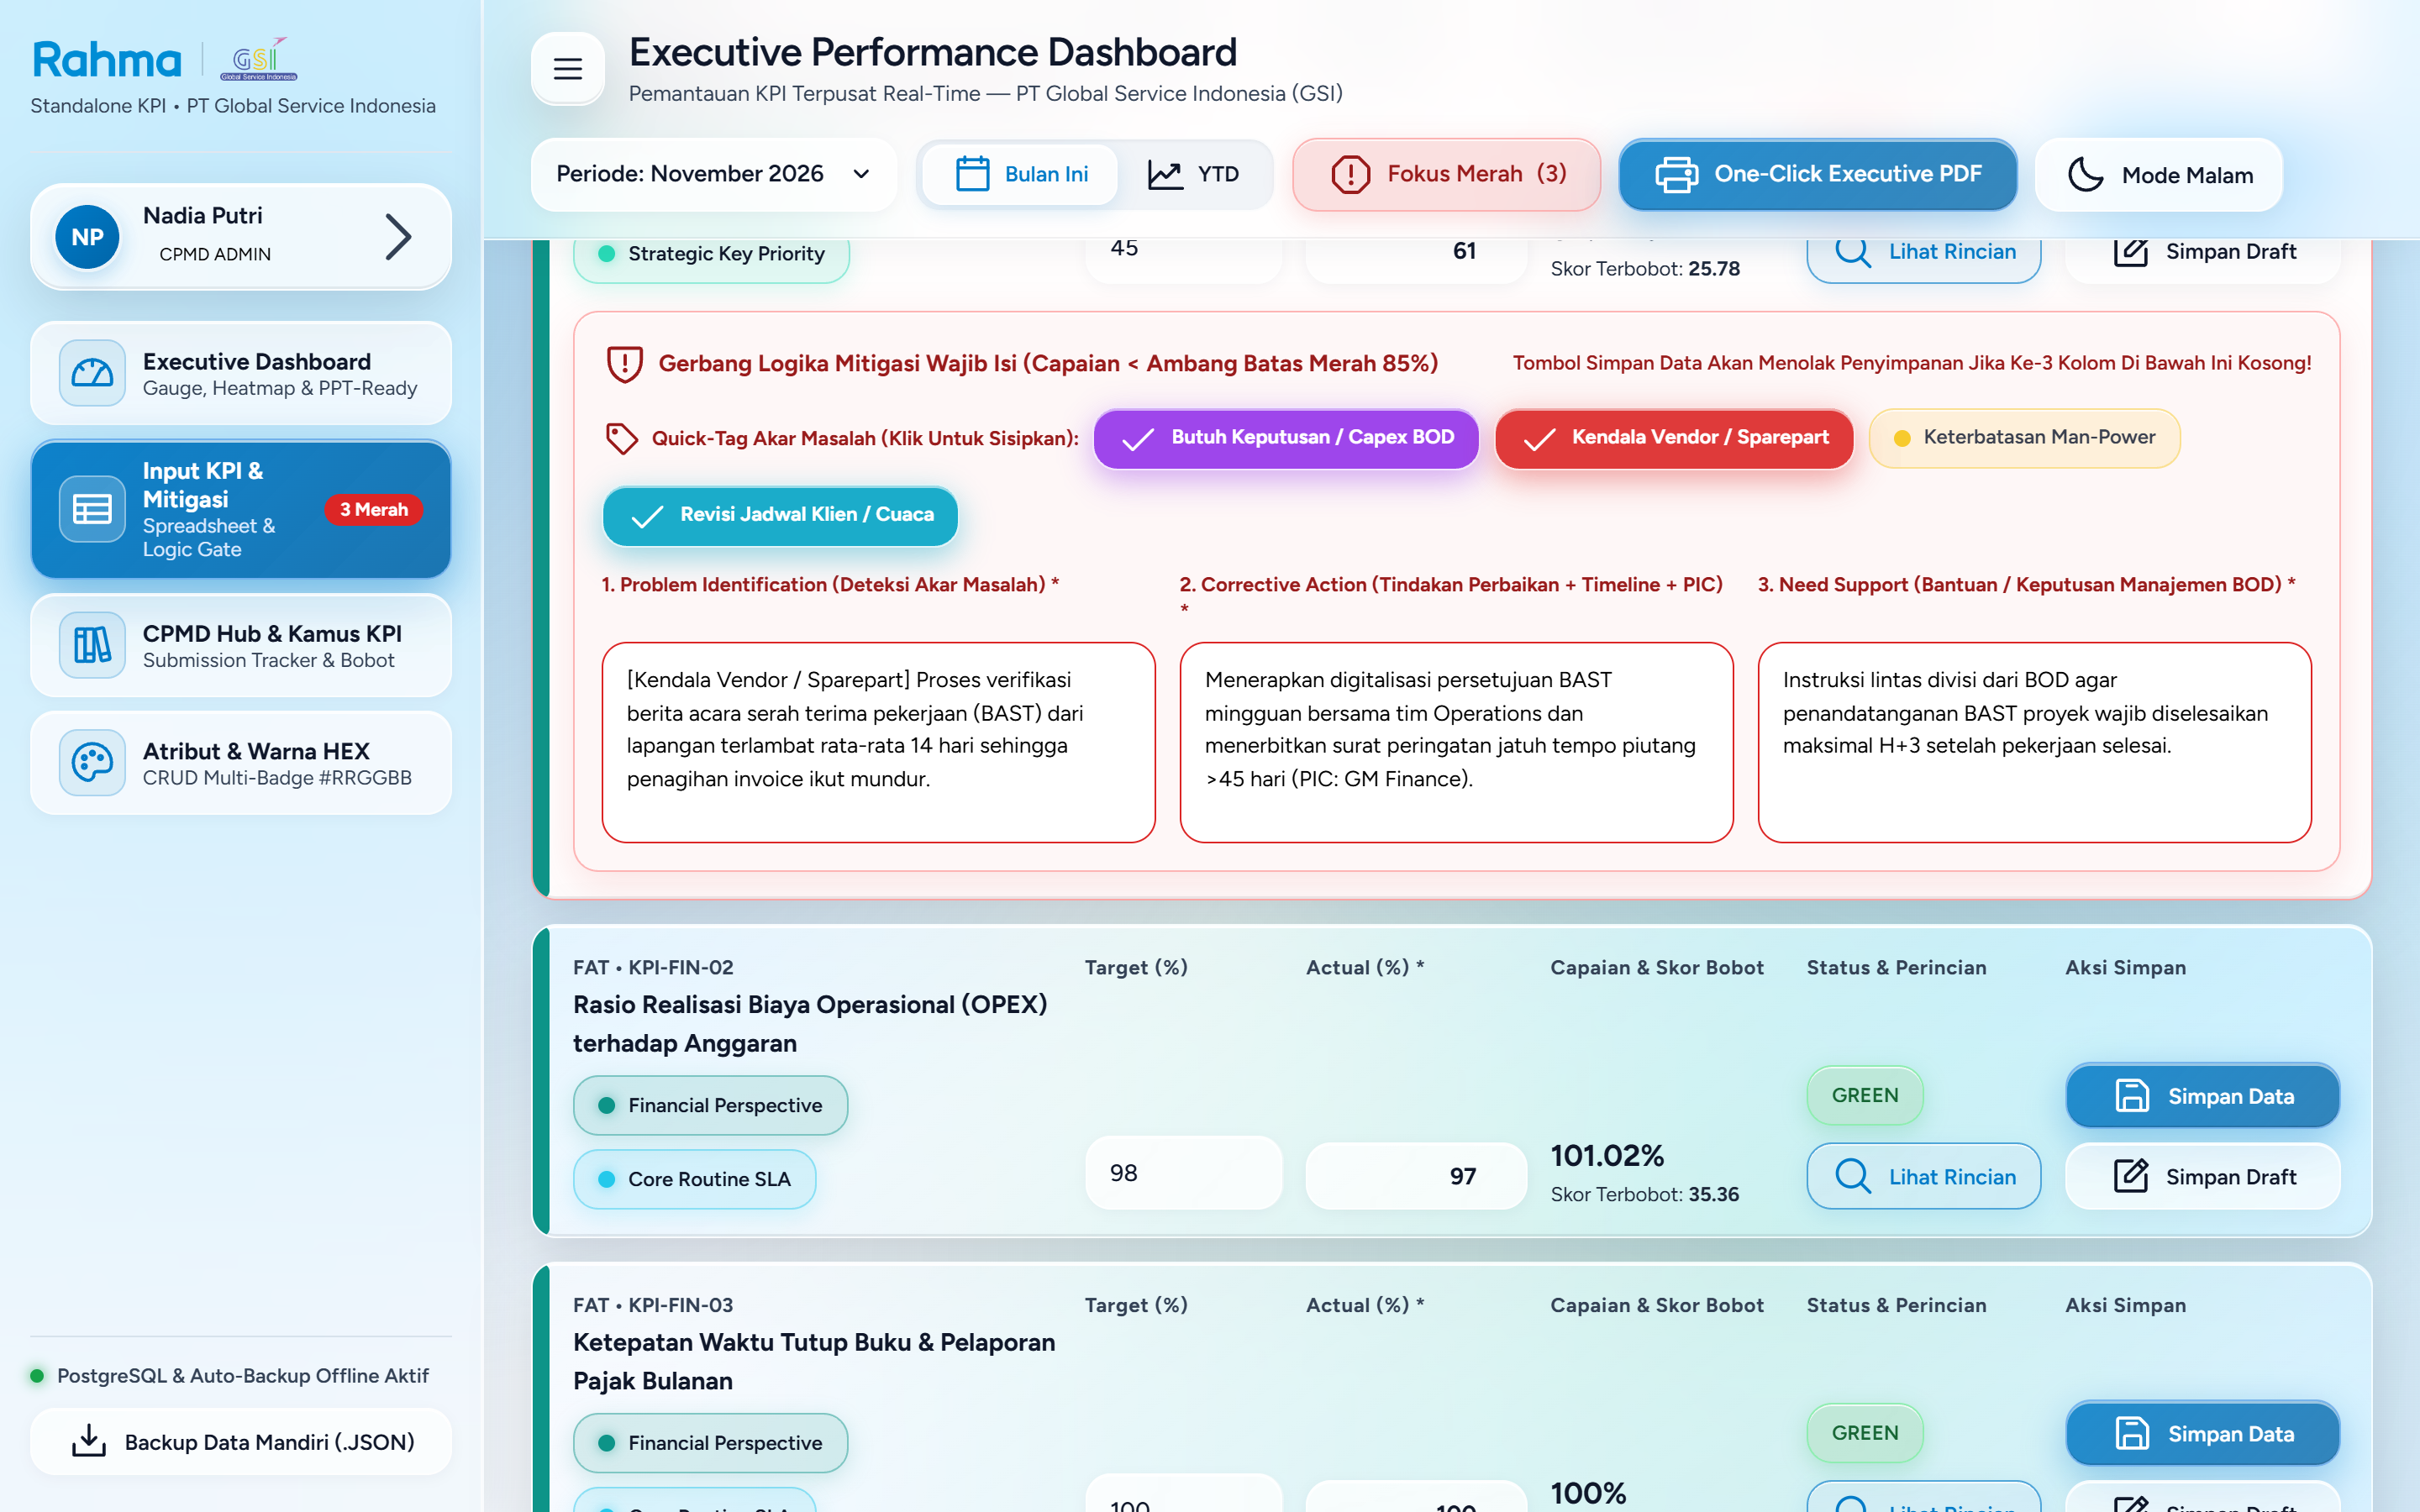 Rahma
GSI
Global Service Indonesia
Standalone KPI • PT Global Service Indonesia
NP
Nadia Putri
CPMD ADMIN
Executive Dashboard
Gauge, Heatmap & PPT-Ready
Input KPI &
Mitigasi
Spreadsheet &
Logic Gate
3 Merah
CPMD Hub & Kamus KPI
Submission Tracker & Bobot
Atribut & Warna HEX
CRUD Multi-Badge #RRGGBB
PostgreSQL & Auto-Backup Offline Aktif
Backup Data Mandiri (.JSON)
Executive Performance Dashboard
Pemantauan KPI Terpusat Real-Time — PT Global Service Indonesia (GSI)
Periode: November 2026
Bulan Ini
YTD
Fokus Merah (3)
One-Click Executive PDF
Mode Malam
Strategic Key Priority
45
61
Skor Terbobot: 25.78
Lihat Rincian
Simpan Draft
Gerbang Logika Mitigasi Wajib Isi (Capaian < Ambang Batas Merah 85%)
Tombol Simpan Data Akan Menolak Penyimpanan Jika Ke-3 Kolom Di Bawah Ini Kosong!
Quick-Tag Akar Masalah (Klik Untuk Sisipkan):
Butuh Keputusan / Capex BOD
Kendala Vendor / Sparepart
Keterbatasan Man-Power
Revisi Jadwal Klien / Cuaca
1. Problem Identification (Deteksi Akar Masalah) *
[Kendala Vendor / Sparepart] Proses verifikasi
berita acara serah terima pekerjaan (BAST) dari
lapangan terlambat rata-rata 14 hari sehingga
penagihan invoice ikut mundur.
2. Corrective Action (Tindakan Perbaikan + Timeline + PIC)
*
Menerapkan digitalisasi persetujuan BAST
mingguan bersama tim Operations dan
menerbitkan surat peringatan jatuh tempo piutang
>45 hari (PIC: GM Finance).
3. Need Support (Bantuan / Keputusan Manajemen BOD) *
Instruksi lintas divisi dari BOD agar
penandatanganan BAST proyek wajib diselesaikan
maksimal H+3 setelah pekerjaan selesai.
FAT • KPI-FIN-02
Rasio Realisasi Biaya Operasional (OPEX)
terhadap Anggaran
Financial Perspective
Core Routine SLA
Target (%)
98
Actual (%) *
97
Capaian & Skor Bobot
101.02%
Skor Terbobot: 35.36
Status & Perincian
GREEN
Lihat Rincian
Aksi Simpan
Simpan Data
Simpan Draft
FAT • KPI-FIN-03
Ketepatan Waktu Tutup Buku & Pelaporan
Pajak Bulanan
Financial Perspective
Core Routine SLA
Target (%)
100
Actual (%) *
100
Capaian & Skor Bobot
100%
Status & Perincian
GREEN
Lihat Rincian
Aksi Simpan
Simpan Data
Simpan Draft